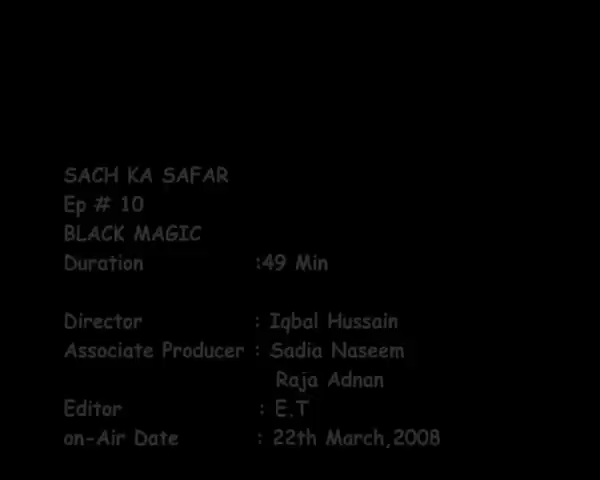 SACH KA SAFAR
Ep # 10
BLACK MAGIC
Duration :49 Min
Director : Iqbal Hussain
Associate Producer : Sadia Naseem
Raja Adnan
Editor : E.T
on-Air Date : 22th March,2008